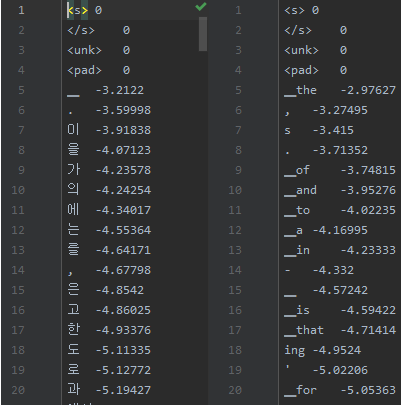 1 <s> 0
2 </s> 0
3 <unk> 0
4 <pad> 0
5 ▁ -3.2122
6 . -3.59998
7 이 -3.91838
8 을 -4.07123
9 가 -4.23578
10 의 -4.24254
11 에 -4.34017
12 는 -4.55364
13 를 -4.64171
14 , -4.67798
15 은 -4.8542
16 고 -4.86025
17 한 -4.93376
18 도 -5.11335
19 로 -5.12772
20 과 -5.19427
1 <s> 0
2 </s> 0
3 <unk> 0
4 <pad> 0
5 ▁the -2.97627
6 , -3.27495
7 s -3.415
8 . -3.71352
9 ▁of -3.74815
10 ▁and -3.95276
11 ▁to -4.02235
12 ▁a -4.16995
13 ▁in -4.23333
14 - -4.332
15 ▁ -4.57242
16 ▁is -4.59422
17 ▁that -4.71414
18 ing -4.9524
19 ' -5.02206
20 ▁for -5.05363